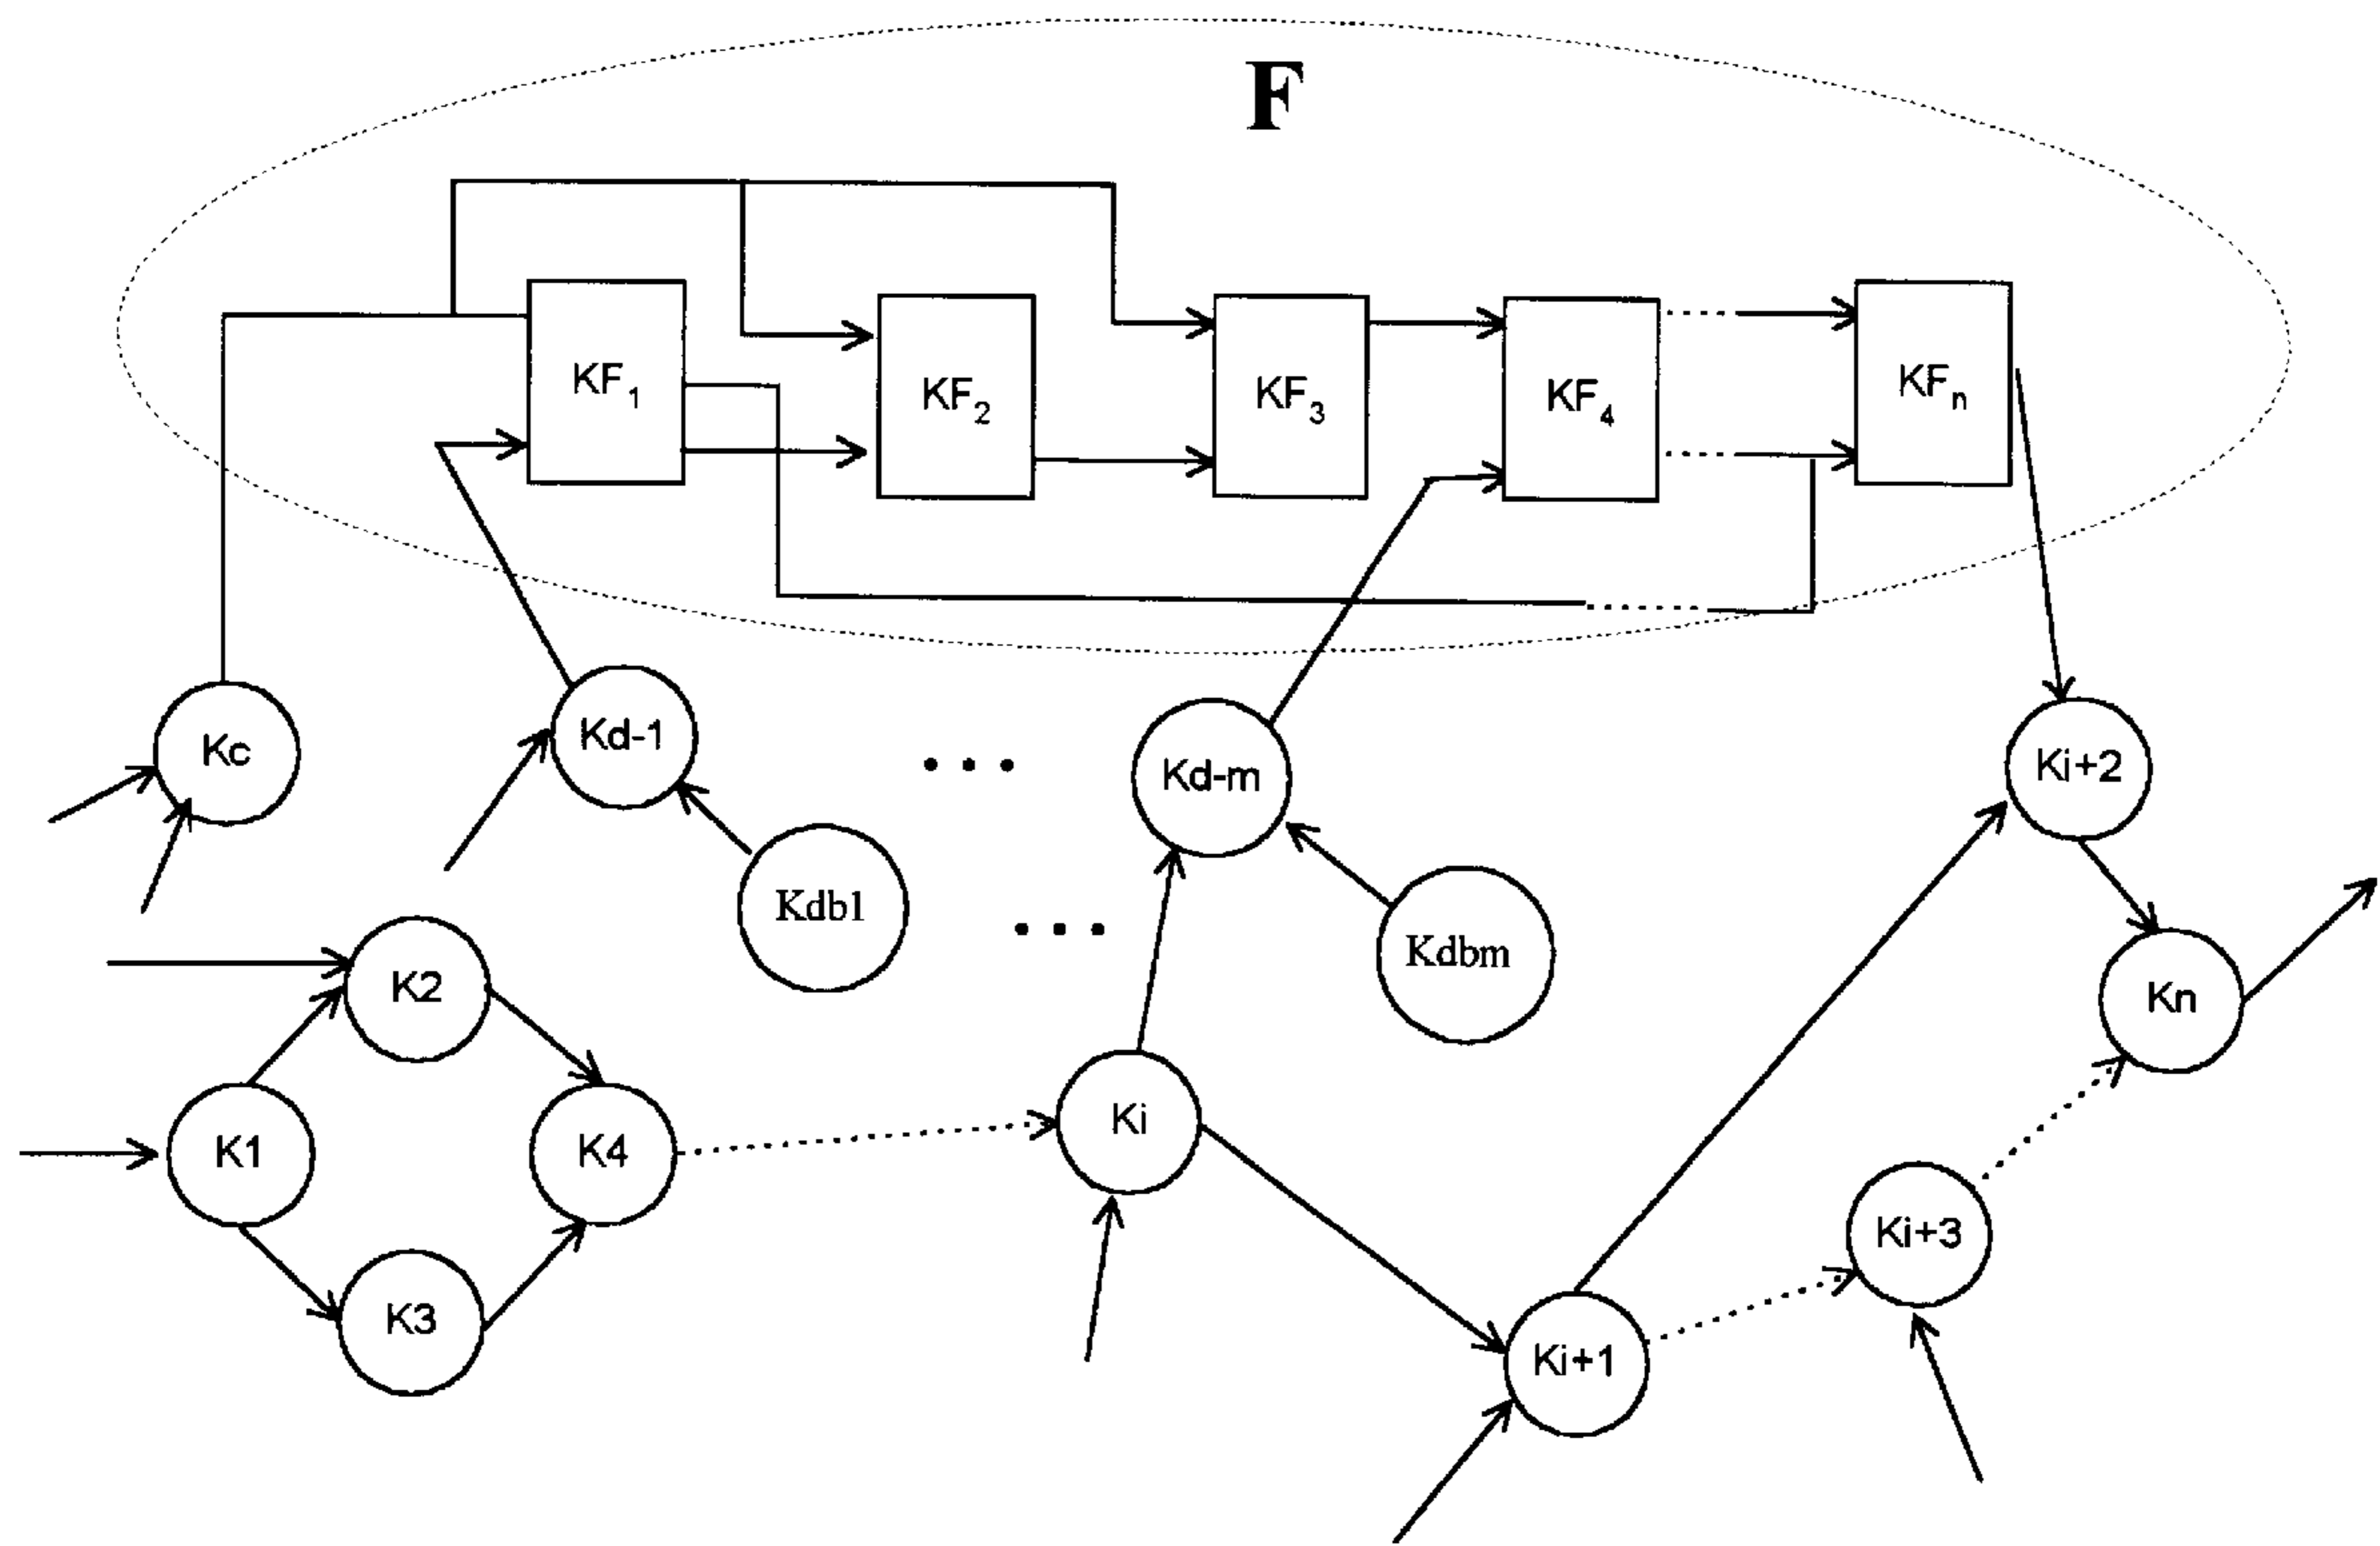 F
KF1
KF2
KF3
KF4
KFn
Kc
Kd-1
...
Kd-m
Ki+2
Kdb1
...
Kdbm
K2
Kn
K1
K4
Ki
K3
Ki+3
Ki+1